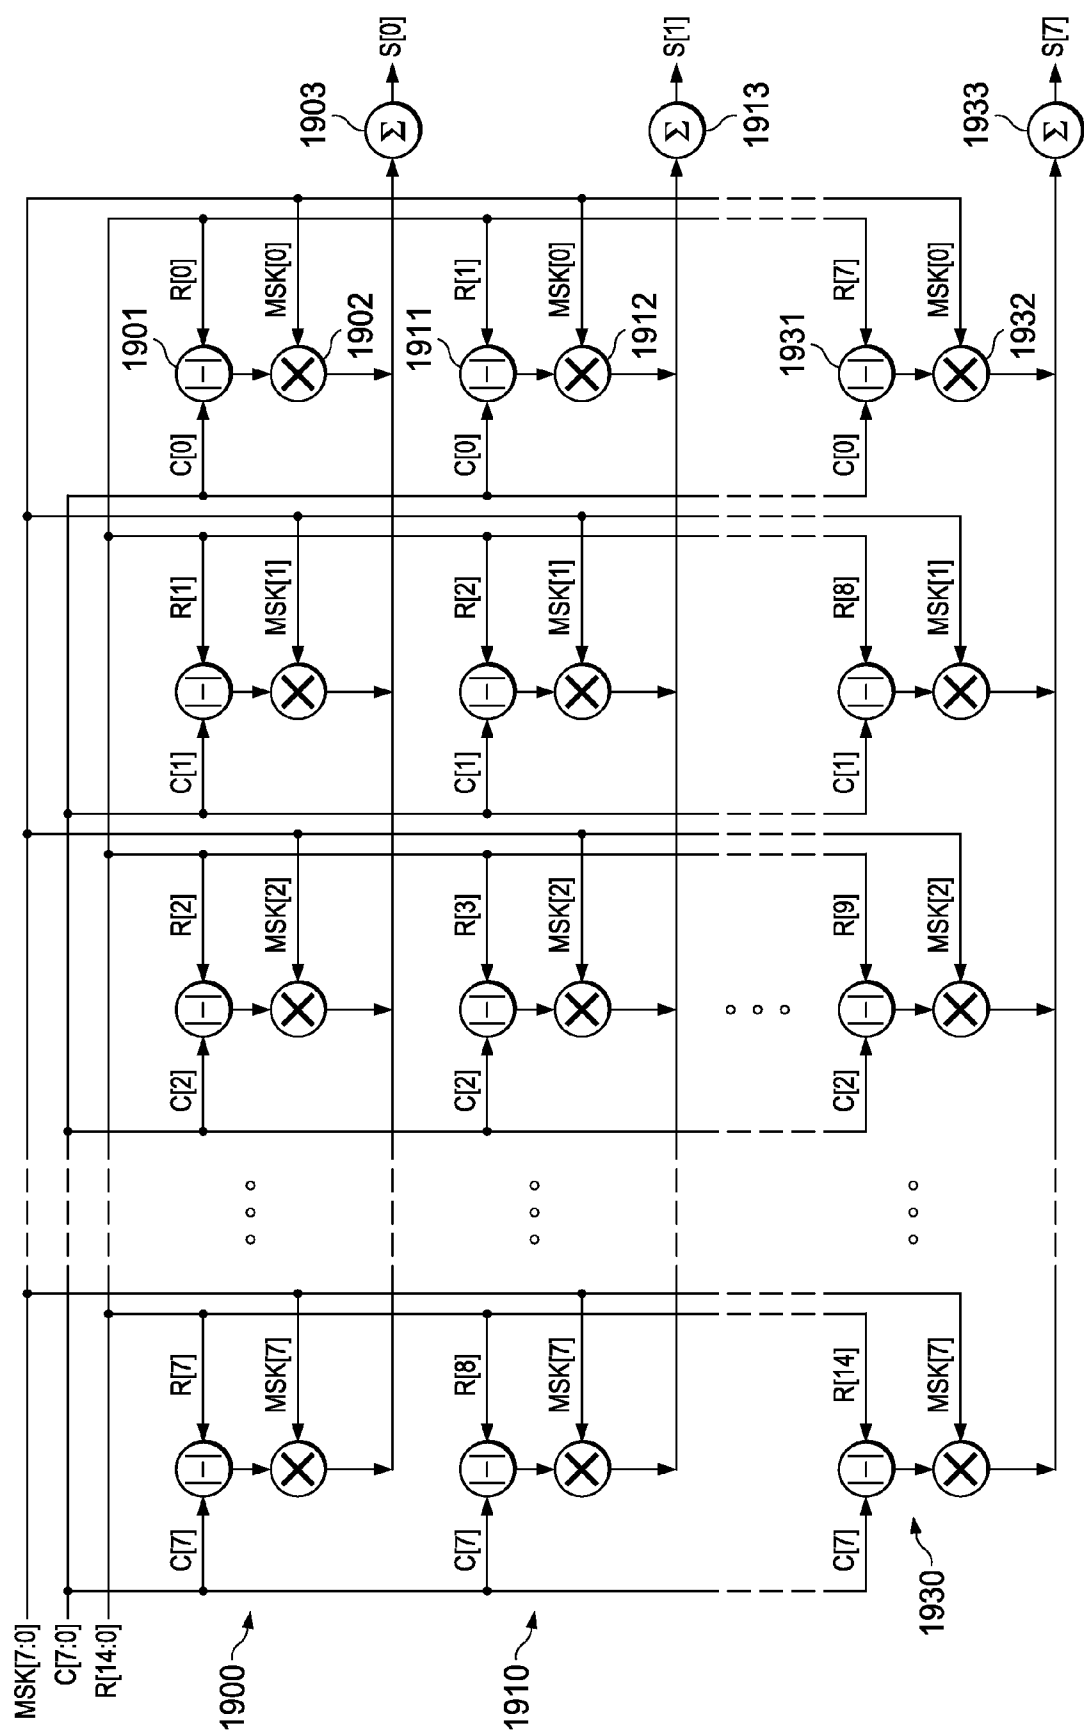 MSK[7:0]
C[7:0]
R[14:0]
1901
C[7] R[7] C[2] R[2] C[1] R[1] C[0] R[0]
1900
MSK[7] MSK[2] MSK[1] MSK[0]
1903
1902
Σ S[0]
1911
C[7] R[8] C[2] R[3] C[1] R[2] C[0] R[1]
1910
MSK[7] MSK[2] MSK[1] MSK[0]
1912
Σ S[1]
1913
1931
C[7] R[14] C[2] R[9] C[1] R[8] C[0] R[7]
1930
MSK[7] MSK[2] MSK[1] MSK[0]
1933
1932
Σ S[7]